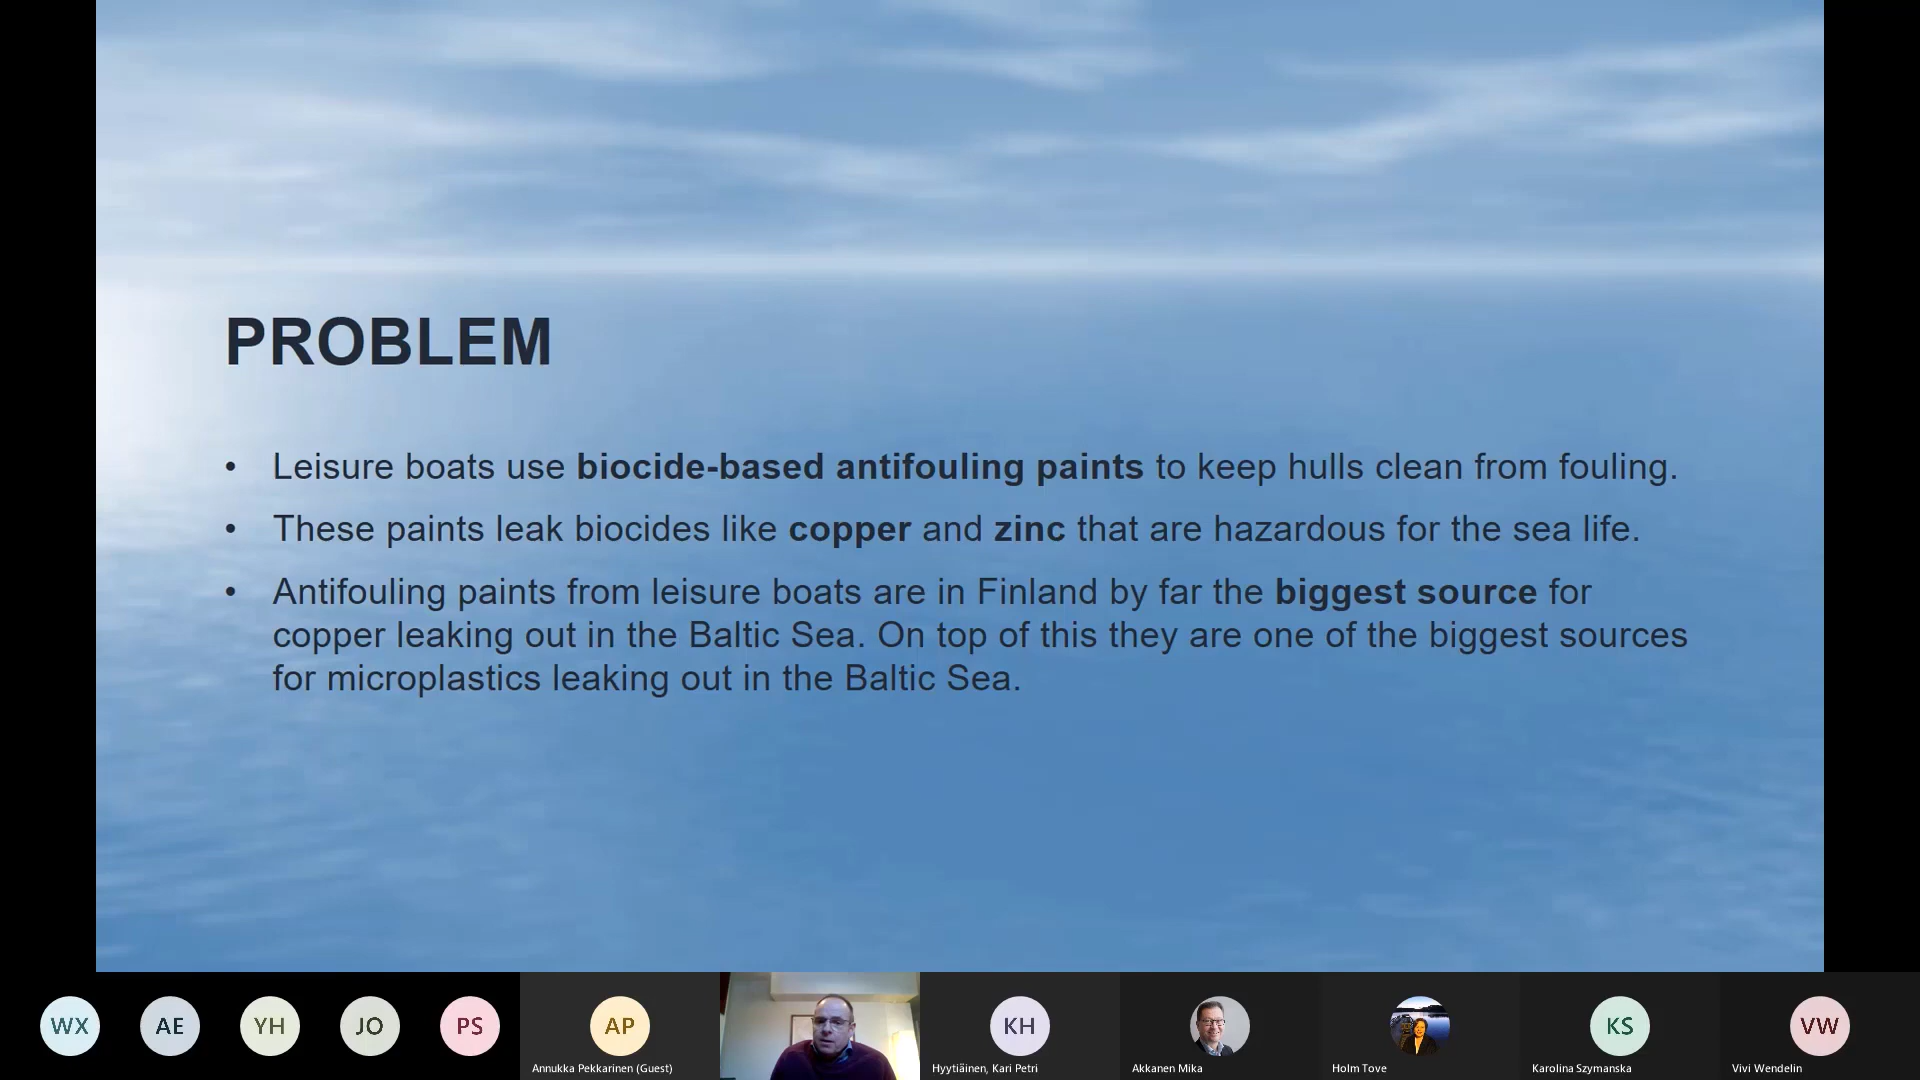 PROBLEM
• Leisure boats use biocide-based antifouling paints to keep hulls clean from fouling.
• These paints leak biocides like copper and zinc that are hazardous for the sea life.
• Antifouling paints from leisure boats are in Finland by far the biggest source for
copper leaking out in the Baltic Sea. On top of this they are one of the biggest sources
for microplastics leaking out in the Baltic Sea.
WX AE YH JO PS AP KH KS VW
Annukka Pekkarinen (Guest) Hyytiäinen, Kari Petri Akkanen Mika Holm Tove Karolina Szymanska Vivi Wendelin